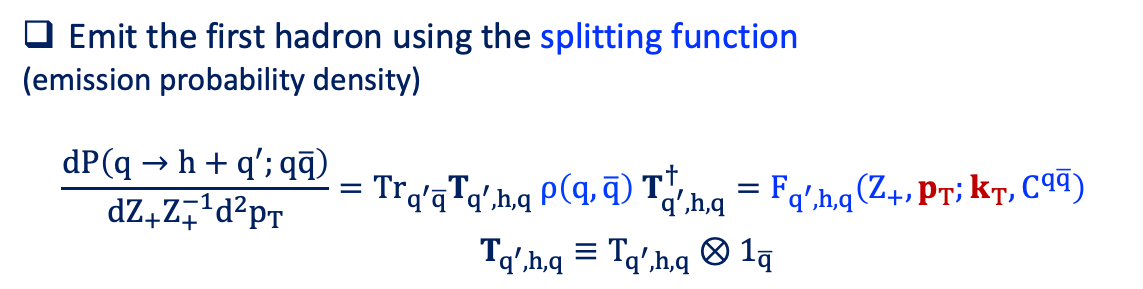 ❑ Emit the first hadron using the splitting function
(emission probability density)
dP(q → h + q′; qq̄)
dZ₊Z₊⁻¹d²p_T
= Tr_{q′q̄} 𝐓_{q′,h,q} ρ(q, q̄) 𝐓†_{q′,h,q} = F_{q′,h,q}(Z₊, 𝐩_T; 𝐤_T, C^{qq̄})
𝐓_{q′,h,q} ≡ T_{q′,h,q} ⊗ 1_{q̄}